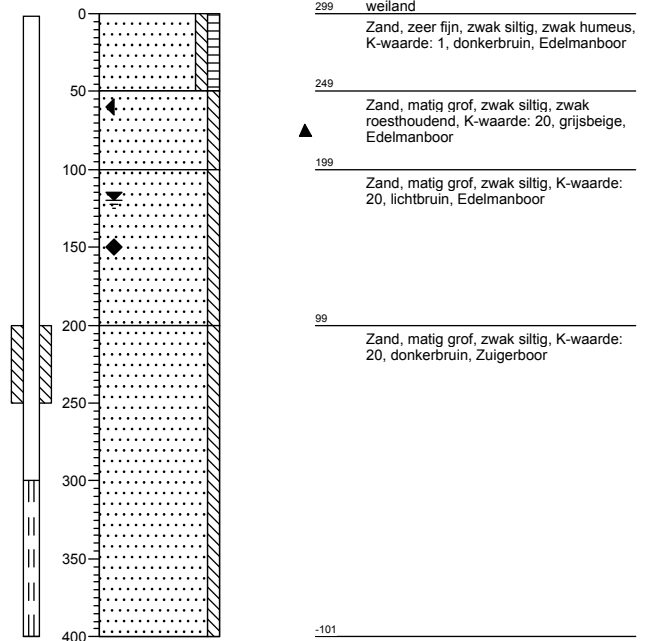 0
299 weiland
Zand, zeer fijn, zwak siltig, zwak humeus,
K-waarde: 1, donkerbruin, Edelmanboor
50
249
Zand, matig grof, zwak siltig, zwak
roesthoudend, K-waarde: 20, grijsbeige,
Edelmanboor
100
199
Zand, matig grof, zwak siltig, K-waarde:
20, lichtbruin, Edelmanboor
150
200
99
Zand, matig grof, zwak siltig, K-waarde:
20, donkerbruin, Zuigerboor
250
300
350
400
-101